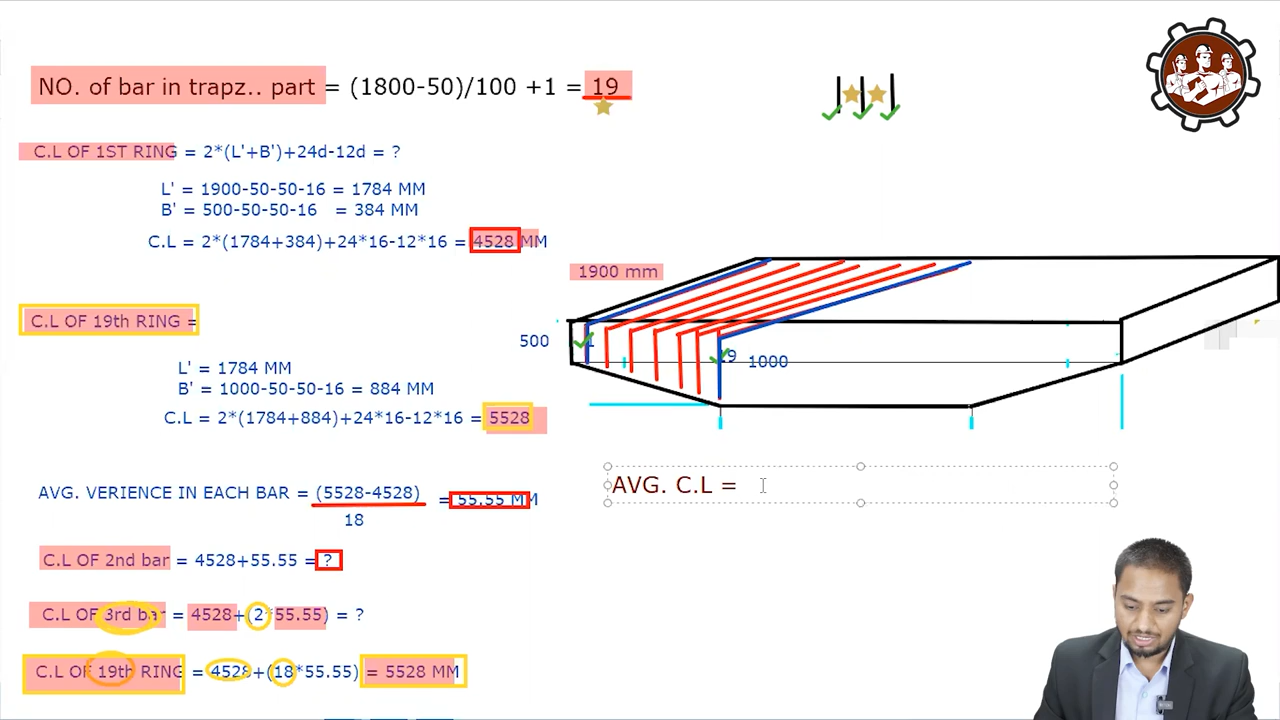 NO. of bar in trapz.. part = (1800-50)/100 +1 = 19
C.L OF 1ST RING = 2*(L'+B')+24d-12d = ?
L' = 1900-50-50-16 = 1784 MM
B' = 500-50-50-16 = 384 MM
C.L = 2*(1784+384)+24*16-12*16 = 4528 MM
1900 mm
C.L OF 19th RING =
500
1
19
1000
L' = 1784 MM
B' = 1000-50-50-16 = 884 MM
C.L = 2*(1784+884)+24*16-12*16 = 5528
AVG. C.L =
AVG. VERIENCE IN EACH BAR = (5528-4528) = 55.55 MM
18
C.L OF 2nd bar = 4528+55.55 = ?
C.L OF 3rd bar = 4528+(2*55.55) = ?
C.L OF 19th RING = 4528+(18*55.55) = 5528 MM